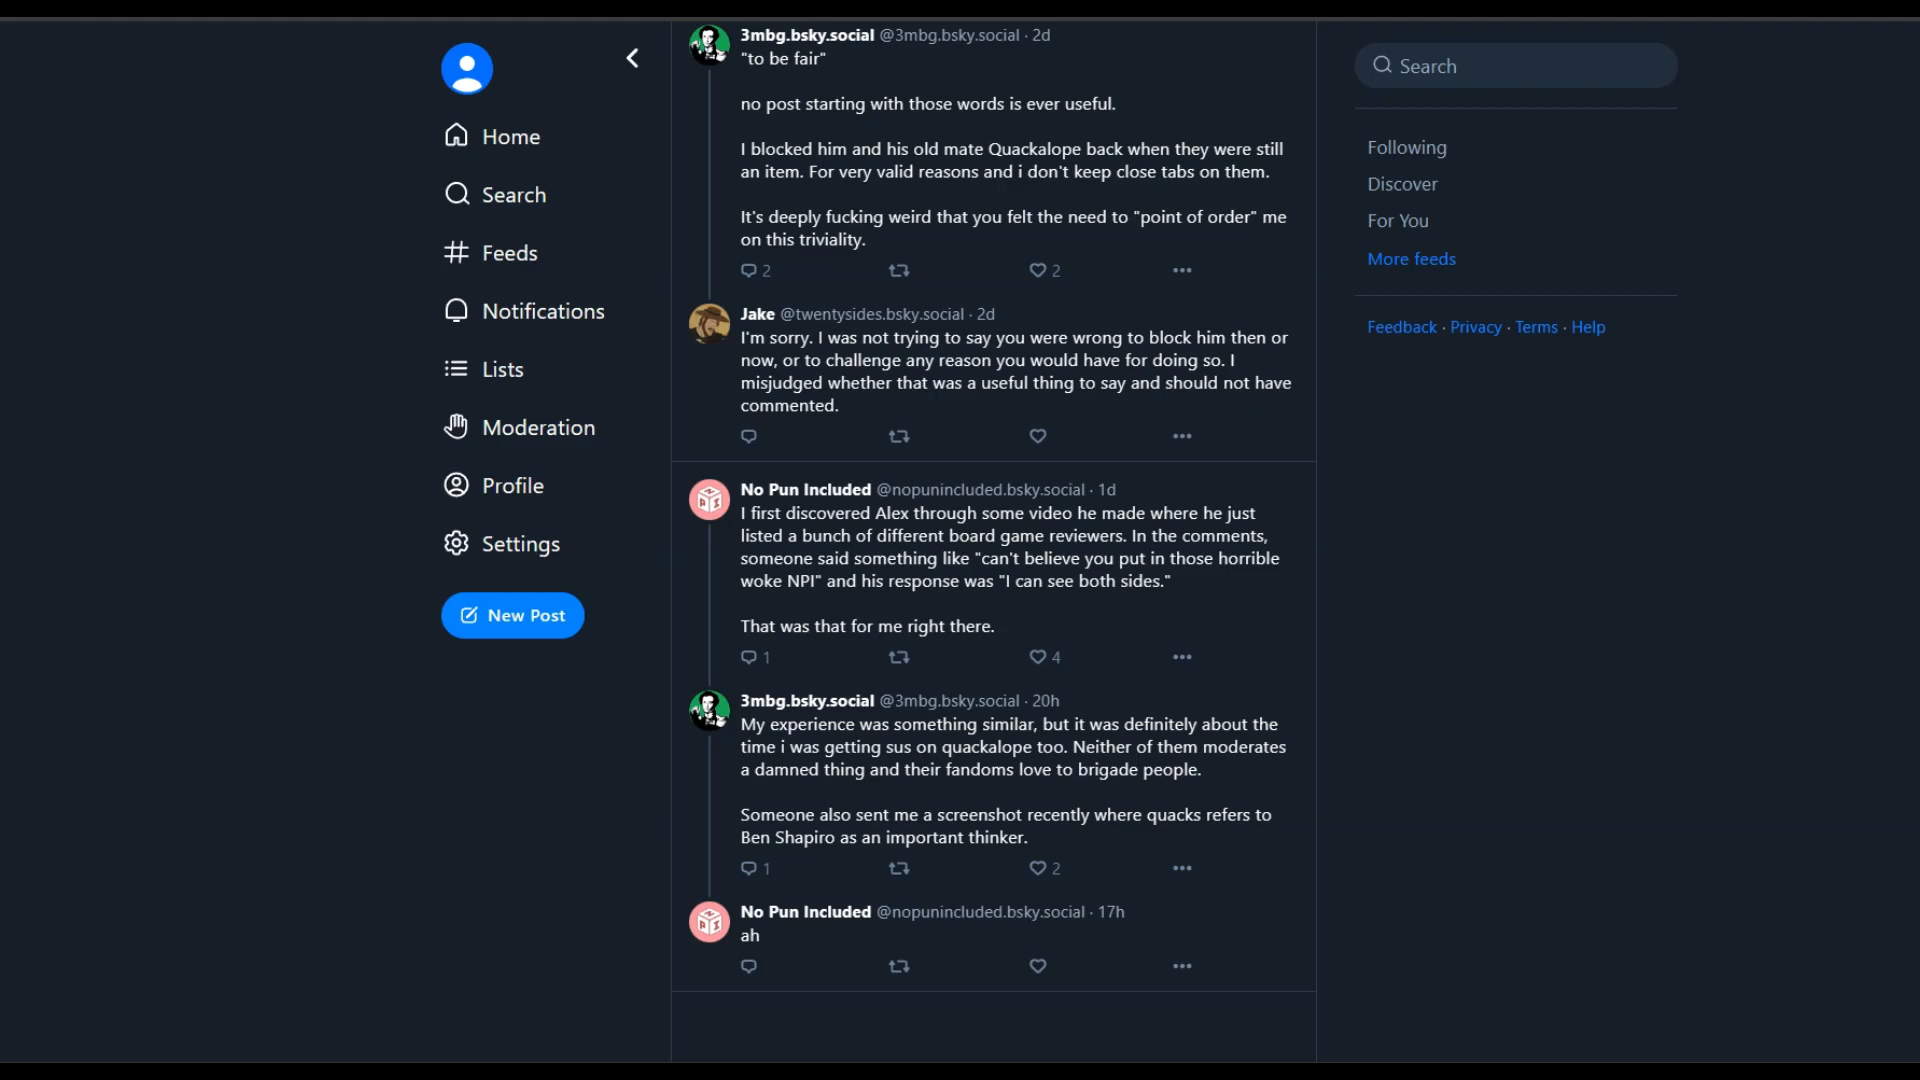 Home
Search
Feeds
Notifications
Lists
Moderation
Profile
Settings
New Post
3mbg.bsky.social @3mbg.bsky.social · 2d
"to be fair"
no post starting with those words is ever useful.
I blocked him and his old mate Quackalope back when they were still
an item. For very valid reasons and i don't keep close tabs on them.
It's deeply fucking weird that you felt the need to "point of order" me
on this triviality.
2 2
Jake @twentysides.bsky.social · 2d
I'm sorry. I was not trying to say you were wrong to block him then or
now, or to challenge any reason you would have for doing so. I
misjudged whether that was a useful thing to say and should not have
commented.
No Pun Included @nopunincluded.bsky.social · 1d
I first discovered Alex through some video he made where he just
listed a bunch of different board game reviewers. In the comments,
someone said something like "can't believe you put in those horrible
woke NPI" and his response was "I can see both sides."
That was that for me right there.
1 4
3mbg.bsky.social @3mbg.bsky.social · 20h
My experience was something similar, but it was definitely about the
time i was getting sus on quackalope too. Neither of them moderates
a damned thing and their fandoms love to brigade people.
Someone also sent me a screenshot recently where quacks refers to
Ben Shapiro as an important thinker.
1 2
No Pun Included @nopunincluded.bsky.social · 17h
ah
Search
Following
Discover
For You
More feeds
Feedback · Privacy · Terms · Help